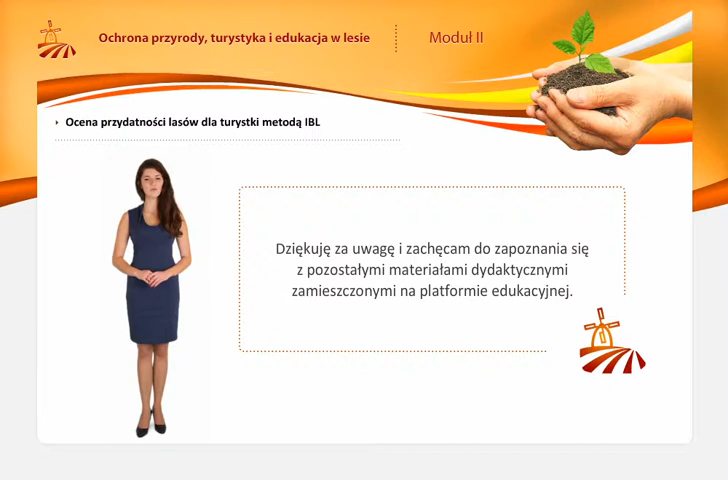 Ochrona przyrody, turystyka i edukacja w lesie
Moduł II
Ocena przydatności lasów dla turystki metodą IBL
Dziękuję za uwagę i zachęcam do zapoznania się
z pozostałymi materiałami dydaktycznymi
zamieszczonymi na platformie edukacyjnej.